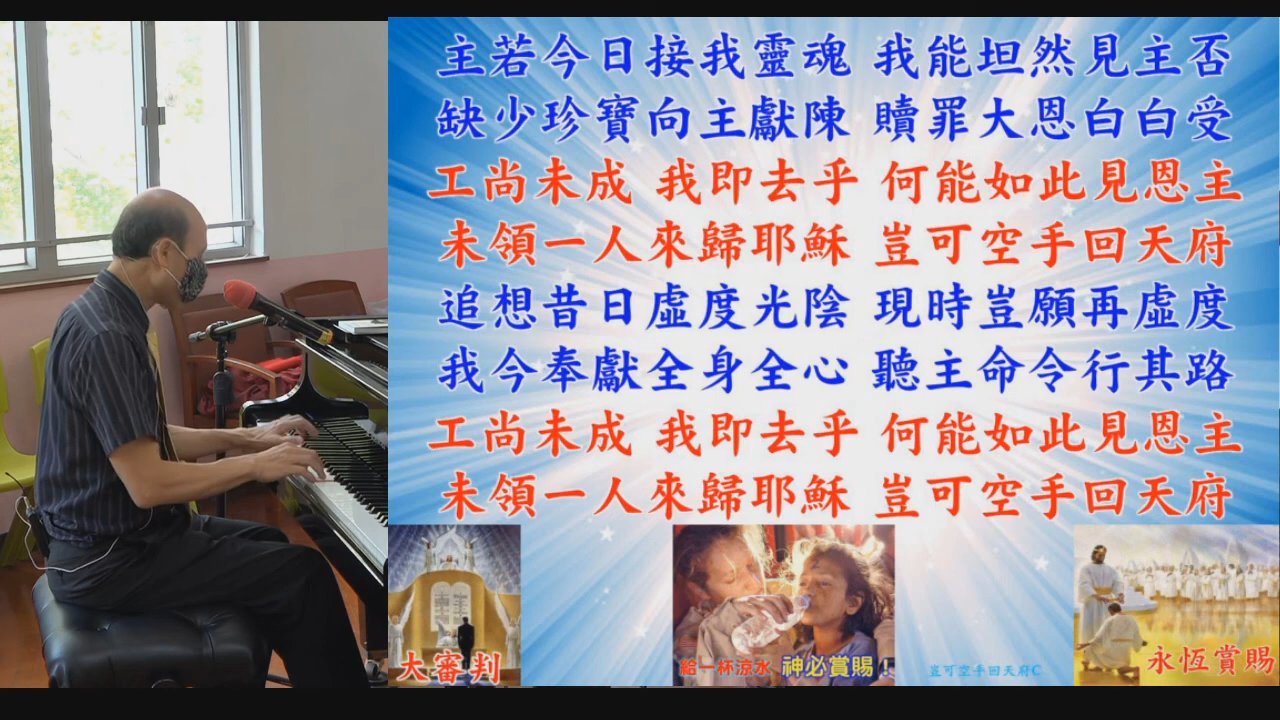 主若今日接我靈魂 我能坦然見主否
缺少珍寶向主獻陳 贖罪大恩白白受
工尚未成 我即去乎 何能如此見恩主
未領一人來歸耶穌 豈可空手回天府
追想昔日虛度光陰 現時豈願再虛度
我今奉獻全身全心 聽主命令行其路
工尚未成 我即去乎 何能如此見恩主
未領一人來歸耶穌 豈可空手回天府
大審判
給一杯涼水 神必賞賜！
豈可空手回天府C
永恆賞賜